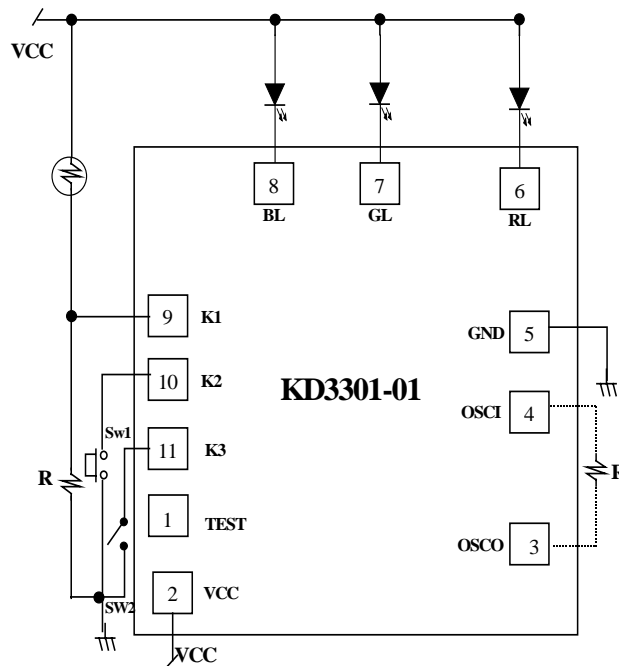 VCC
8
7
6
BL
GL
RL
9
K1
GND
5
10
K2
KD3301-01
OSCI
4
Sw1
11
K3
R
R
1
TEST
OSCO
3
SW2
2
VCC
VCC